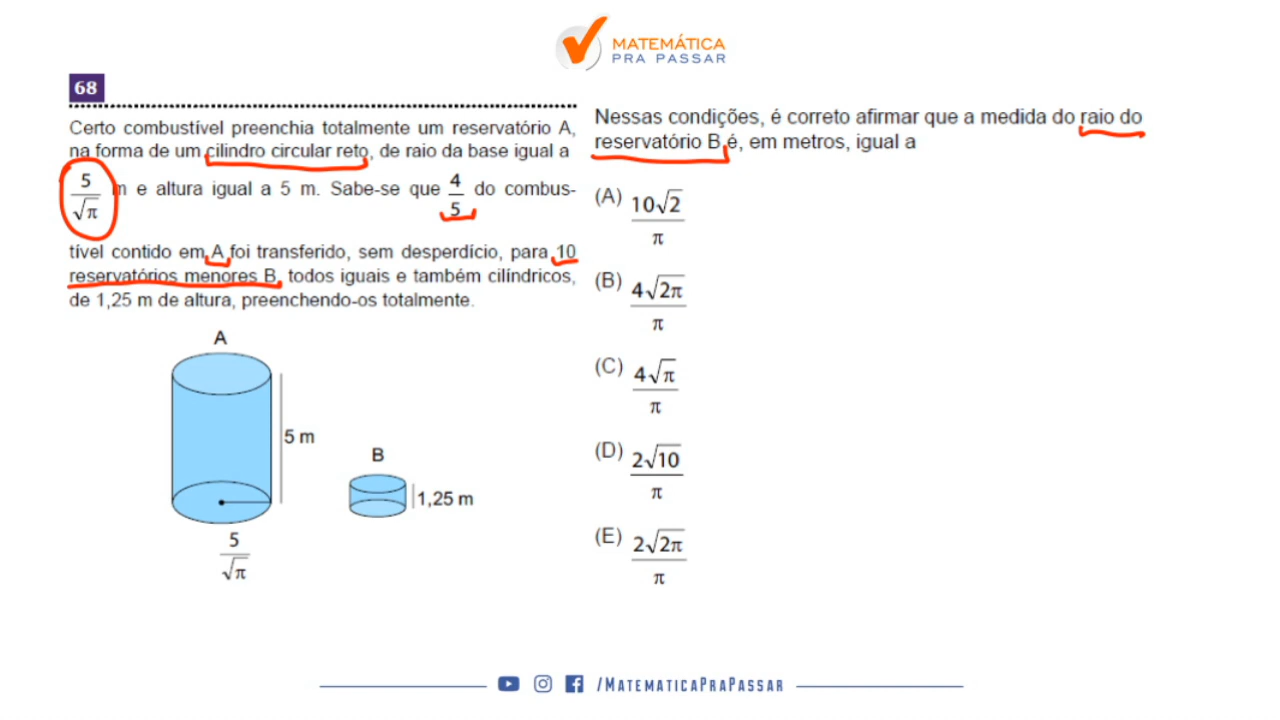 MATEMÁTICA
PRA PASSAR
68
Certo combustível preenchia totalmente um reservatório A,
na forma de um cilindro circular reto, de raio da base igual a
5/√π m e altura igual a 5 m. Sabe-se que 4/5 do combus-
tível contido em A foi transferido, sem desperdício, para 10
reservatórios menores B, todos iguais e também cilíndricos,
de 1,25 m de altura, preenchendo-os totalmente.
A
5 m
B
1,25 m
5/√π
Nessas condições, é correto afirmar que a medida do raio do
reservatório B é, em metros, igual a
(A) 10√2/π
(B) 4√2π/π
(C) 4√π/π
(D) 2√10/π
(E) 2√2π/π
/MATEMATICAPRAPASSAR